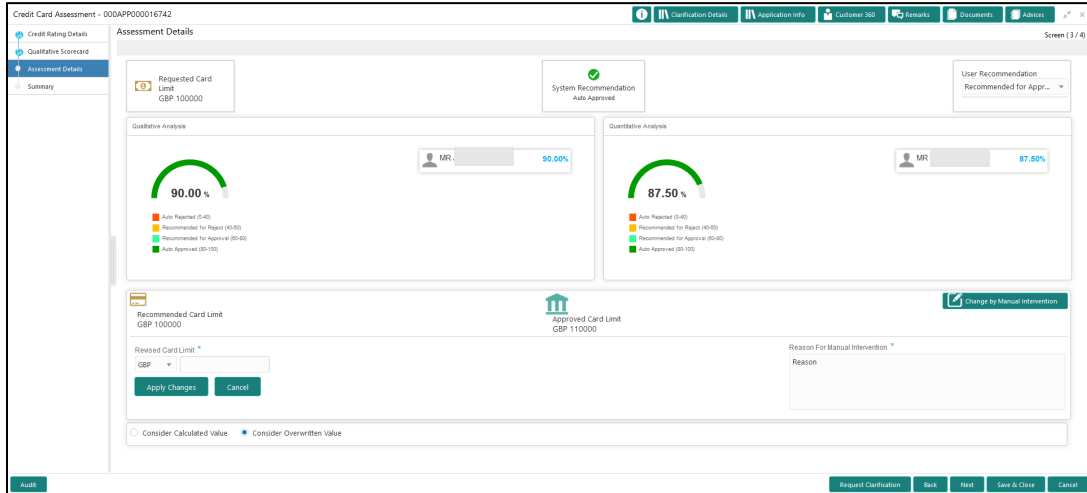 Credit Card Assessment - 000APP000016742
Clarification Details
Application Info
Customer 360
Remarks
Documents
Advices
Credit Rating Details
Qualitative Scorecard
Assessment Details
Summary
Assessment Details
Screen ( 3 / 4)
Requested Card
Limit
GBP 100000
System Recommendation
Auto Approved
User Recommendation
Recommended for Appr...
Qualitative Analysis
90.00 %
MR.
90.00%
Auto Rejected (0-40)
Recommended for Reject (40-60)
Recommended for Approval (60-80)
Auto Approved (80-100)
Quantitative Analysis
87.50 %
MR
87.50%
Auto Rejected (0-40)
Recommended for Reject (40-60)
Recommended for Approval (60-80)
Auto Approved (80-100)
Recommended Card Limit
GBP 100000
Approved Card Limit
GBP 110000
Change by Manual Intervention
Revised Card Limit *
GBP
Apply Changes
Cancel
Reason For Manual Intervention *
Reason
Consider Calculated Value
Consider Overwritten Value
Audit
Request Clarification
Back
Next
Save & Close
Cancel